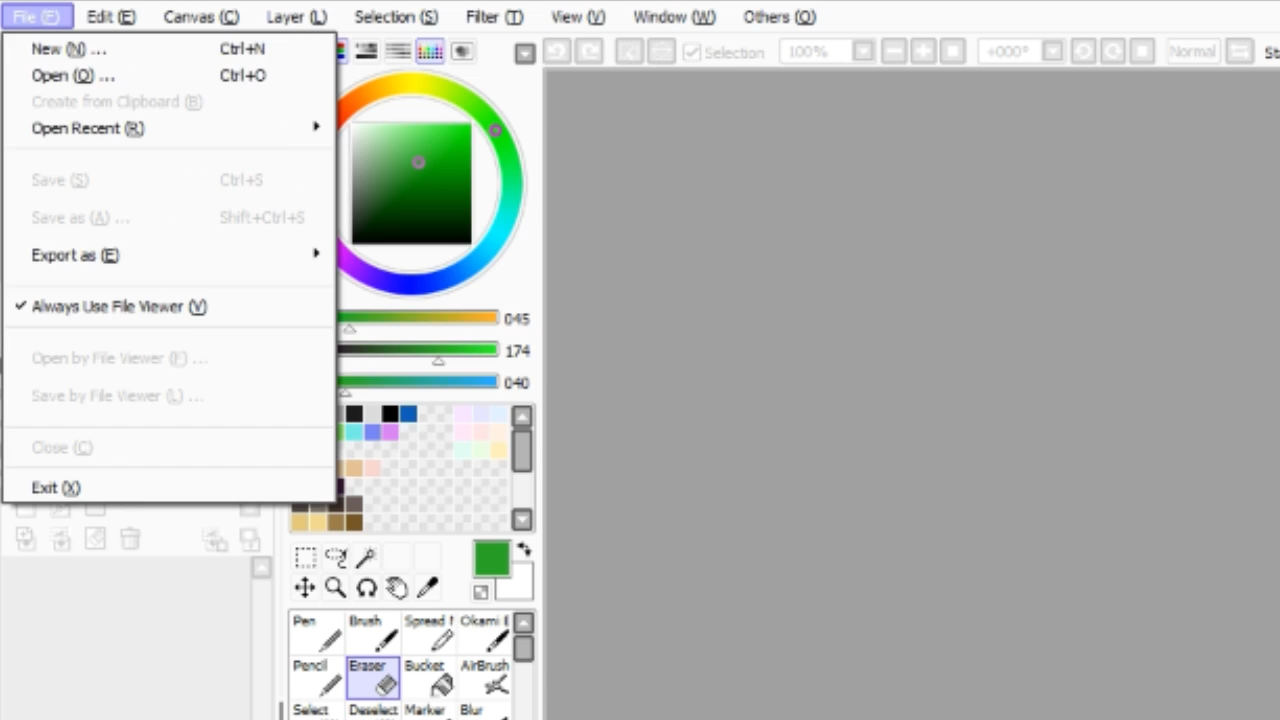 File (F) Edit (E) Canvas (C) Layer (L) Selection (S) Filter (T) View (V) Window (W) Others (O)
New (N) ... Ctrl+N
Open (O) ... Ctrl+O
Create from Clipboard (B)
Open Recent (R)
Save (S) Ctrl+S
Save as (A) ... Shift+Ctrl+S
Export as (E)
Always Use File Viewer (V)
Open by File Viewer (F) ...
Save by File Viewer (L) ...
Close (C)
Exit (X)
Selection 100% +000° Normal
045
174
040
Pen Brush Spread Okami
Pencil Eraser Bucket AirBrush
Select Deselect Marker Blur